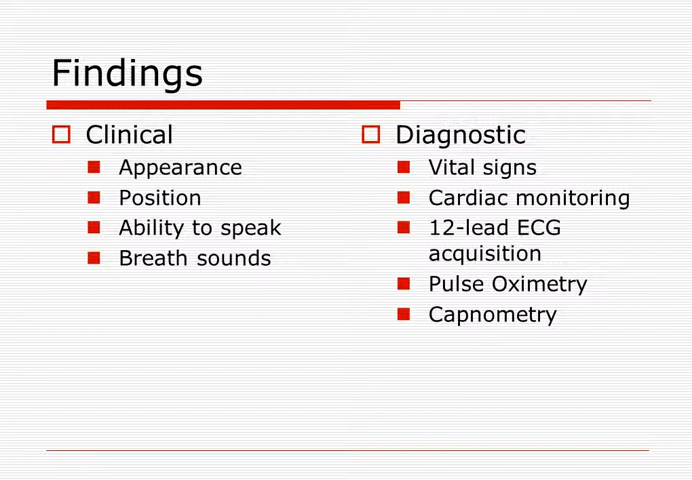 Findings
Clinical
Appearance
Position
Ability to speak
Breath sounds
Diagnostic
Vital signs
Cardiac monitoring
12-lead ECG
acquisition
Pulse Oximetry
Capnometry